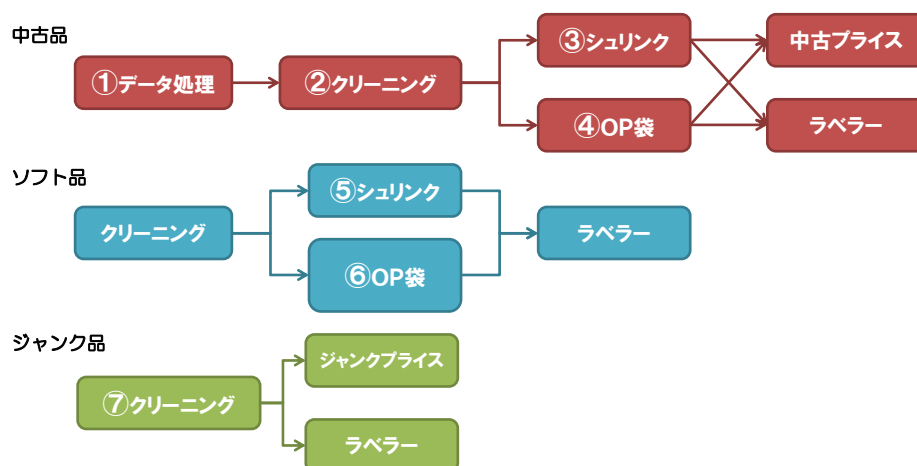 中古品
①データ処理
②クリーニング
③シュリンク
④OP袋
中古プライス
ラベラー
ソフト品
クリーニング
⑤シュリンク
⑥OP袋
ラベラー
ジャンク品
⑦クリーニング
ジャンクプライス
ラベラー